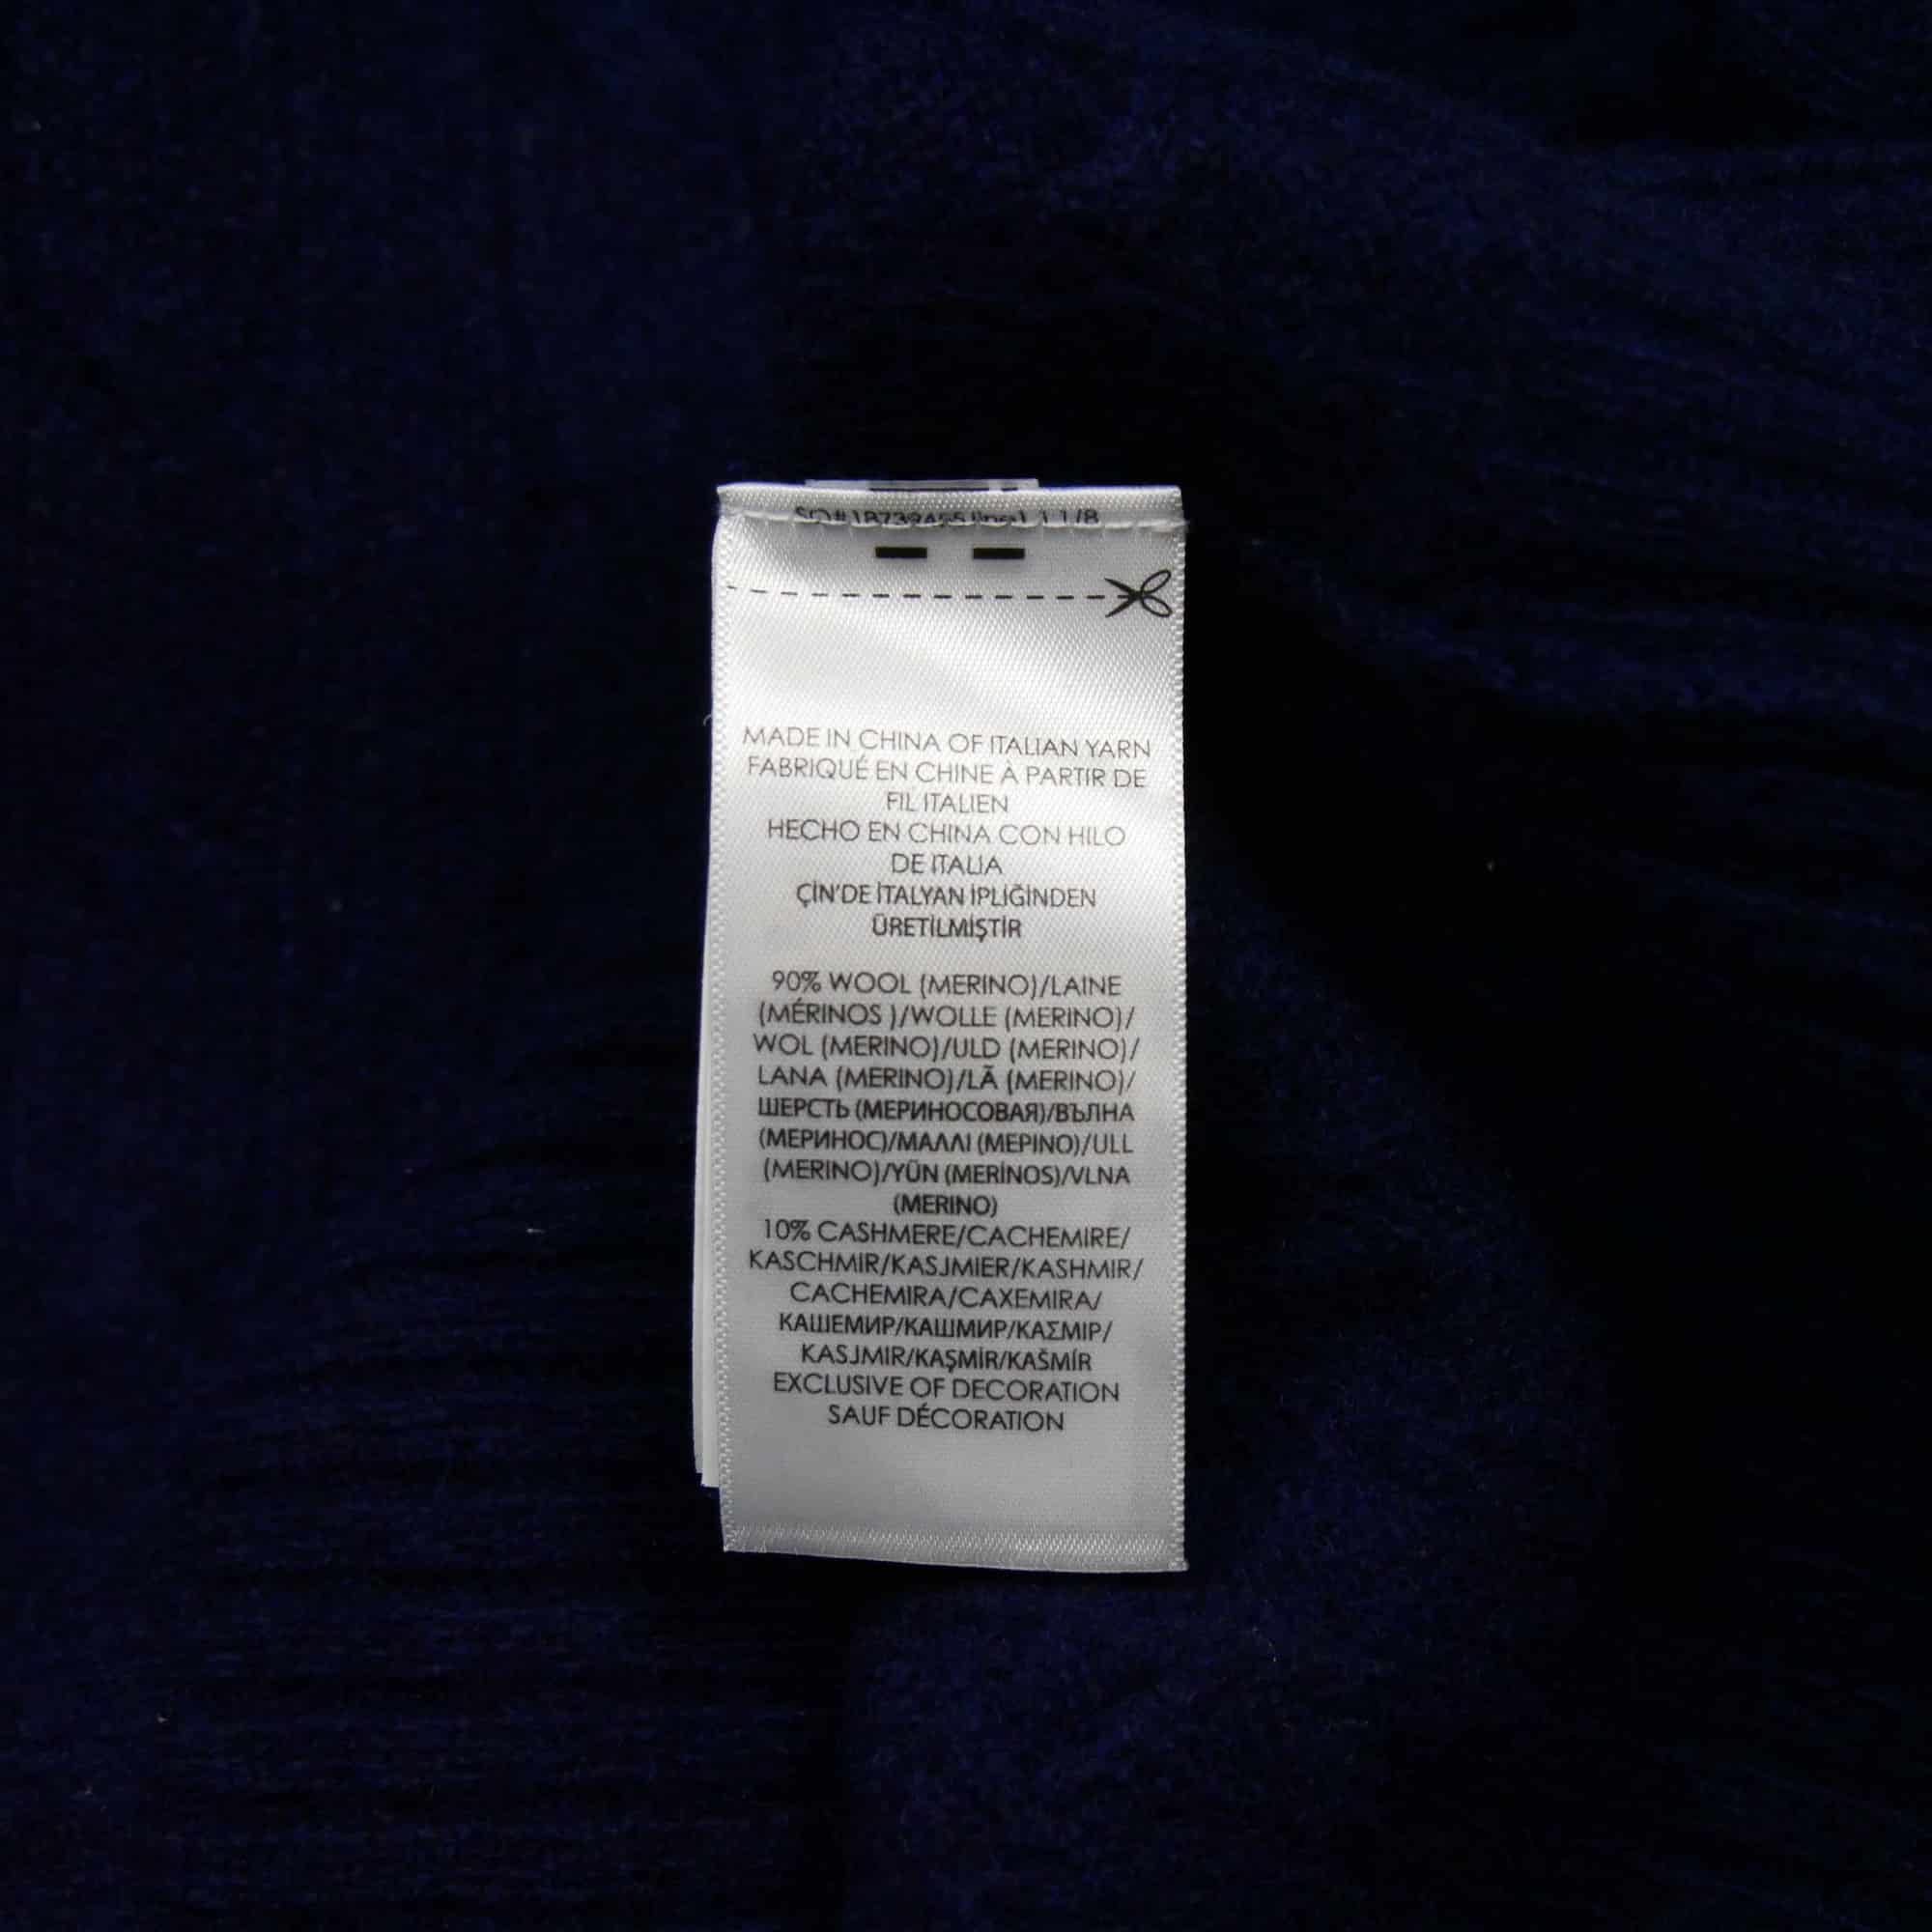 MADE IN CHINA OF ITALIAN YARN
FABRIQUÉ EN CHINE À PARTIR DE
FIL ITALIEN
HECHO EN CHINA CON HILO
DE ITALIA
ÇİN'DE İTALYAN İPLİĞİNDEN
ÜRETİLMİŞTİR
90% WOOL (MERINO)/LAINE
(MÉRINOS )/WOLLE (MERINO)/
WOL (MERINO)/ULD (MERINO)/
LANA (MERINO)/LÃ (MERINO)/
ШЕРСТЬ (МЕРИНОСОВАЯ)/ВЪЛНА
(МЕРИНОС)/ΜΑΛΛΙ (ΜΕΡΙΝΟ)/ULL
(MERINO)/YÜN (MERİNOS)/VLNA
(MERINO)
10% CASHMERE/CACHEMIRE/
KASCHMIR/KASJMIER/KASHMIR/
CACHEMIRA/CAXEMIRA/
КАШЕМИР/КАШМИР/ΚΑΣΜΙΡ/
KASJMIR/KAŞMİR/KAŠMÍR
EXCLUSIVE OF DECORATION
SAUF DÉCORATION